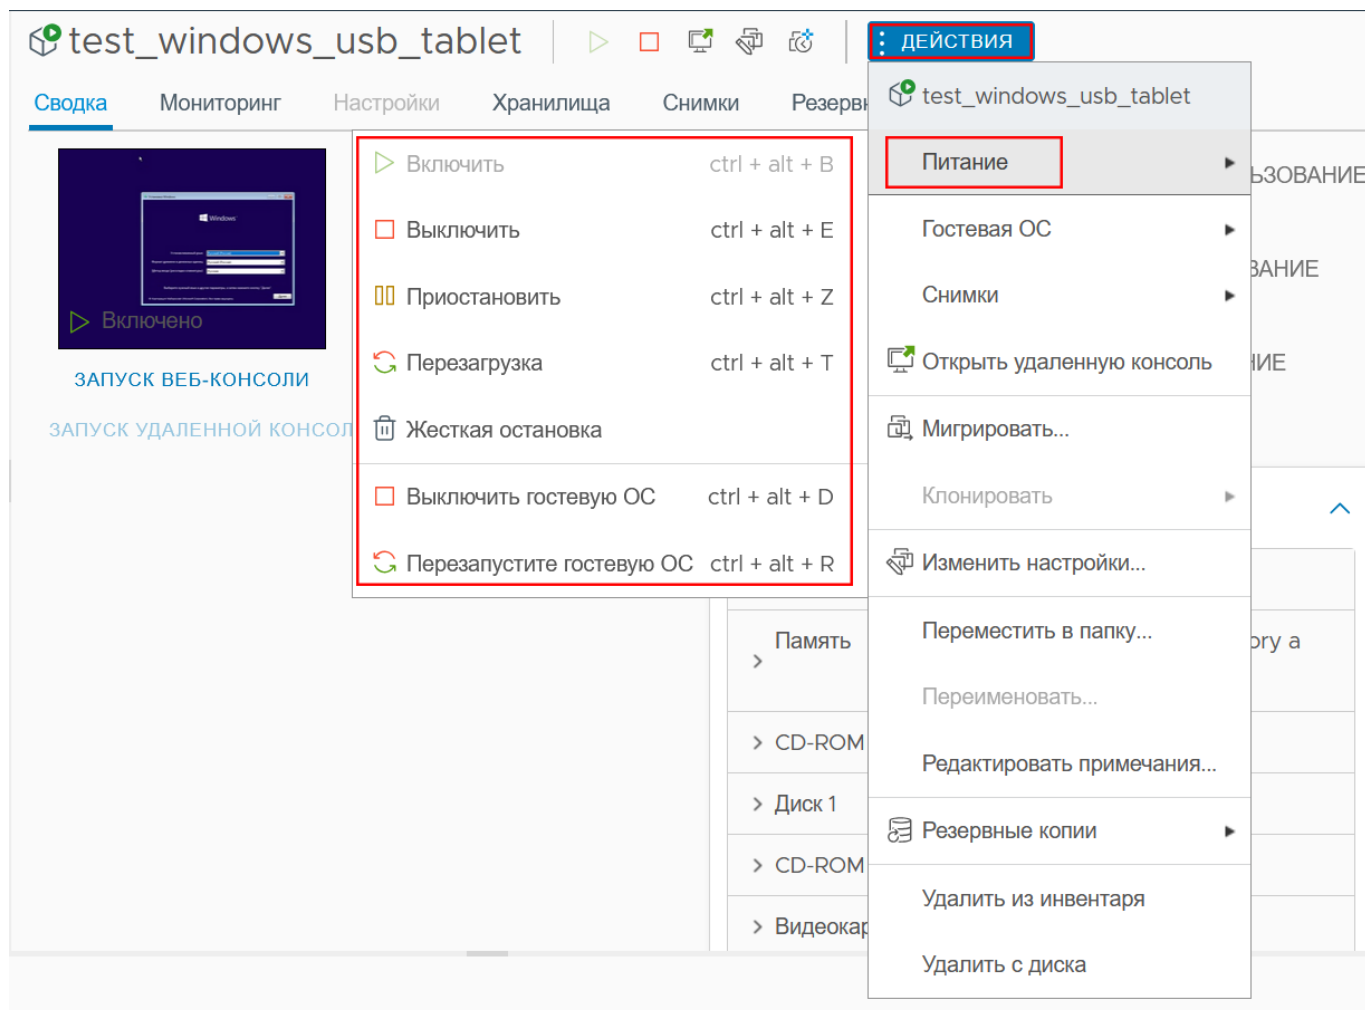 test_windows_usb_tablet
ДЕЙСТВИЯ
Сводка
Мониторинг
Настройки
Хранилища
Снимки
Резерв
test_windows_usb_tablet
Питание
Гостевая ОС
Снимки
Открыть удаленную консоль
Мигрировать...
Клонировать
Изменить настройки...
Переместить в папку...
Переименовать...
Редактировать примечания...
Резервные копии
Удалить из инвентаря
Удалить с диска
Включить ctrl + alt + B
Выключить ctrl + alt + E
Приостановить ctrl + alt + Z
Перезагрузка ctrl + alt + T
Жесткая остановка
Выключить гостевую ОС ctrl + alt + D
Перезапустите гостевую ОС ctrl + alt + R
Windows
Включено
ЗАПУСК ВЕБ-КОНСОЛИ
ЗАПУСК УДАЛЕННОЙ КОНСОЛ
ЬЗОВАНИЕ
ВАНИЕ
ИЕ
Память
ory a
CD-ROM
Диск 1
CD-ROM
Видеокар